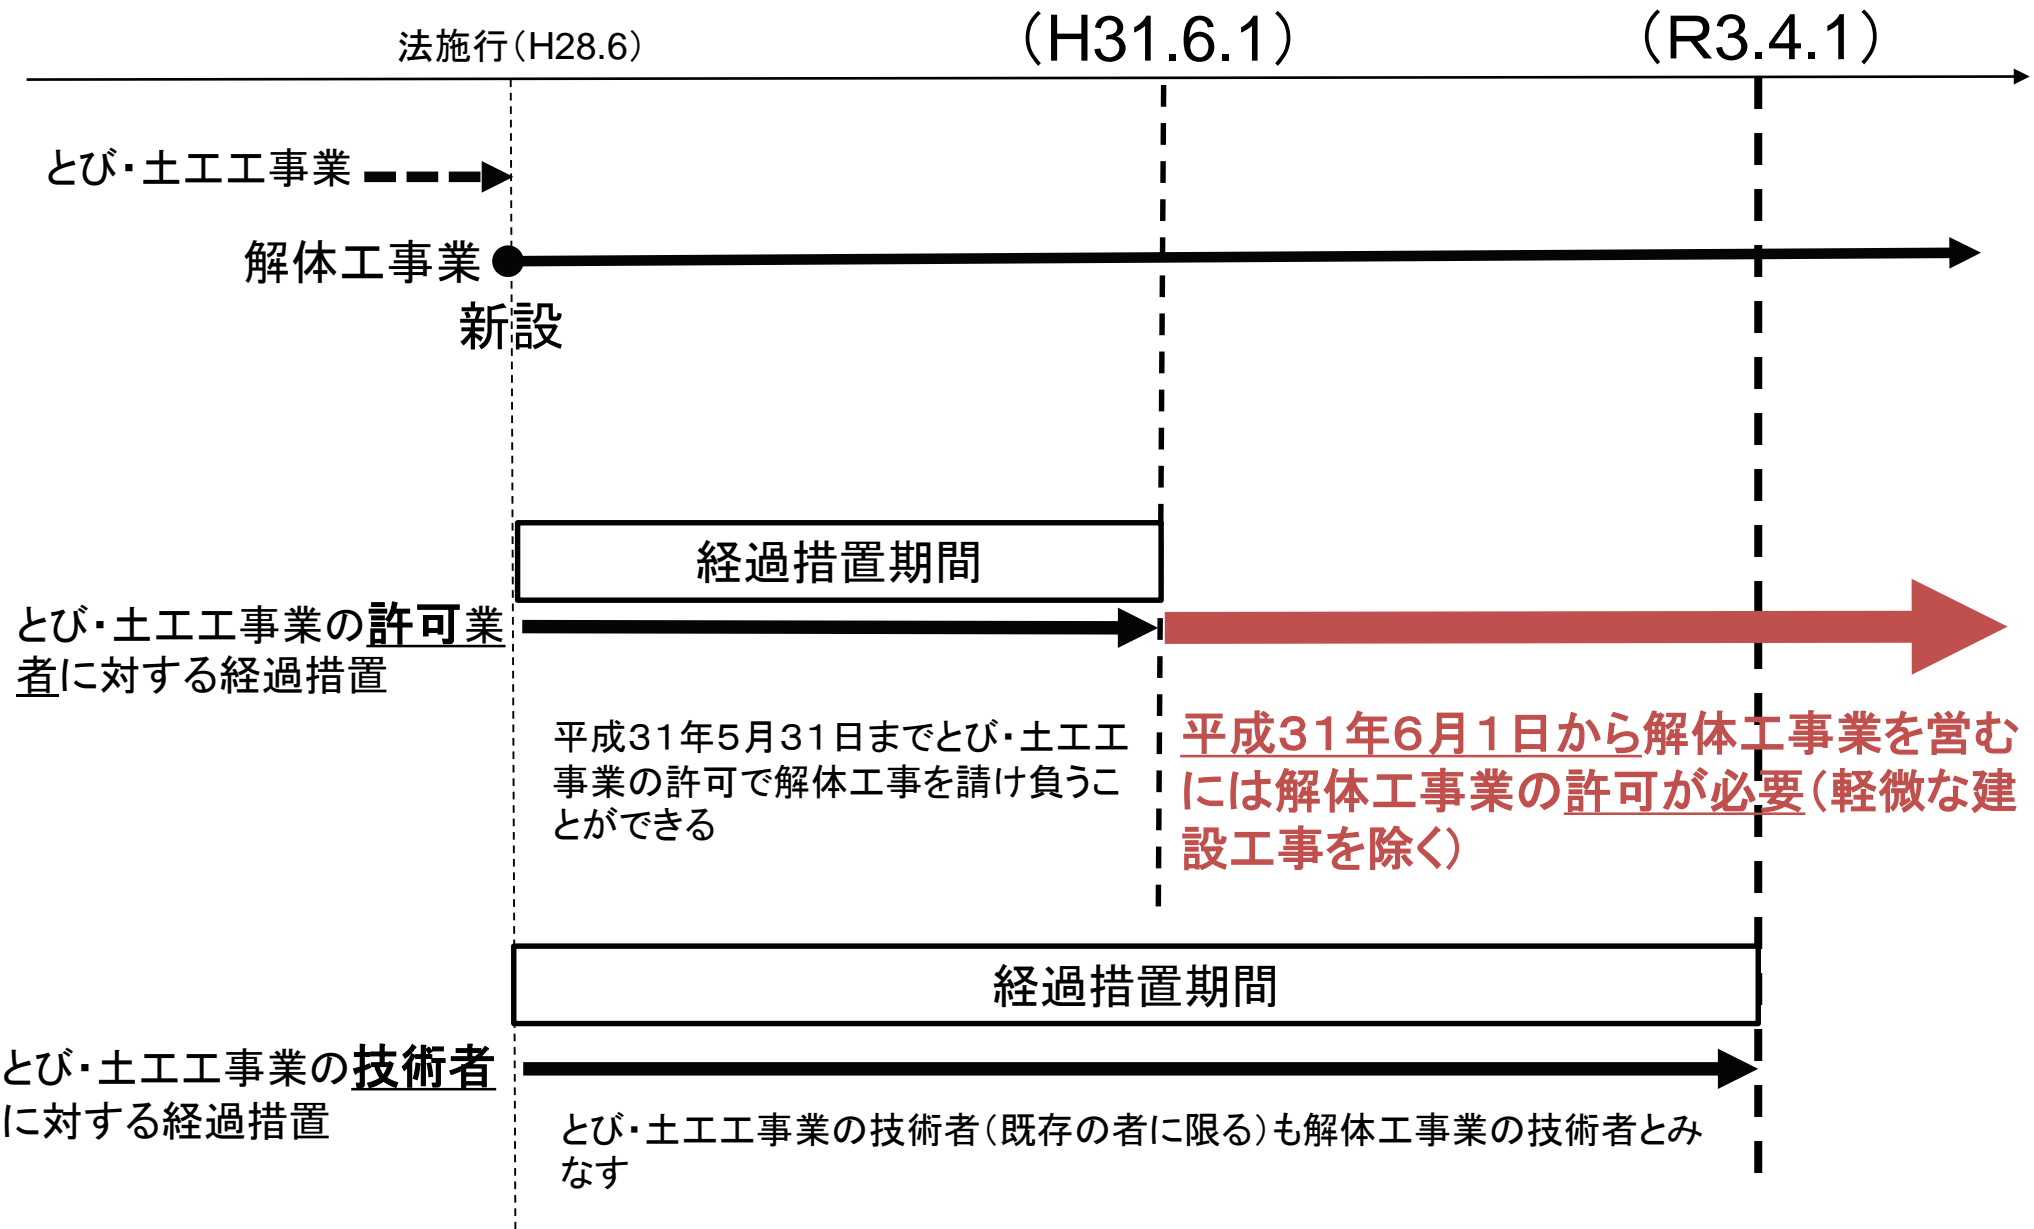 法施行(H28.6)
(H31.6.1)
(R3.4.1)
とび・土工工事業
解体工事業
新設
経過措置期間
とび・土工工事業の許可業
者に対する経過措置
平成31年5月31日までとび・土工工
事業の許可で解体工事を請け負うこ
とができる
平成31年6月1日から解体工事業を営む
には解体工事業の許可が必要(軽微な建
設工事を除く)
経過措置期間
とび・土工工事業の技術者
に対する経過措置
とび・土工工事業の技術者(既存の者に限る)も解体工事業の技術者とみ
なす